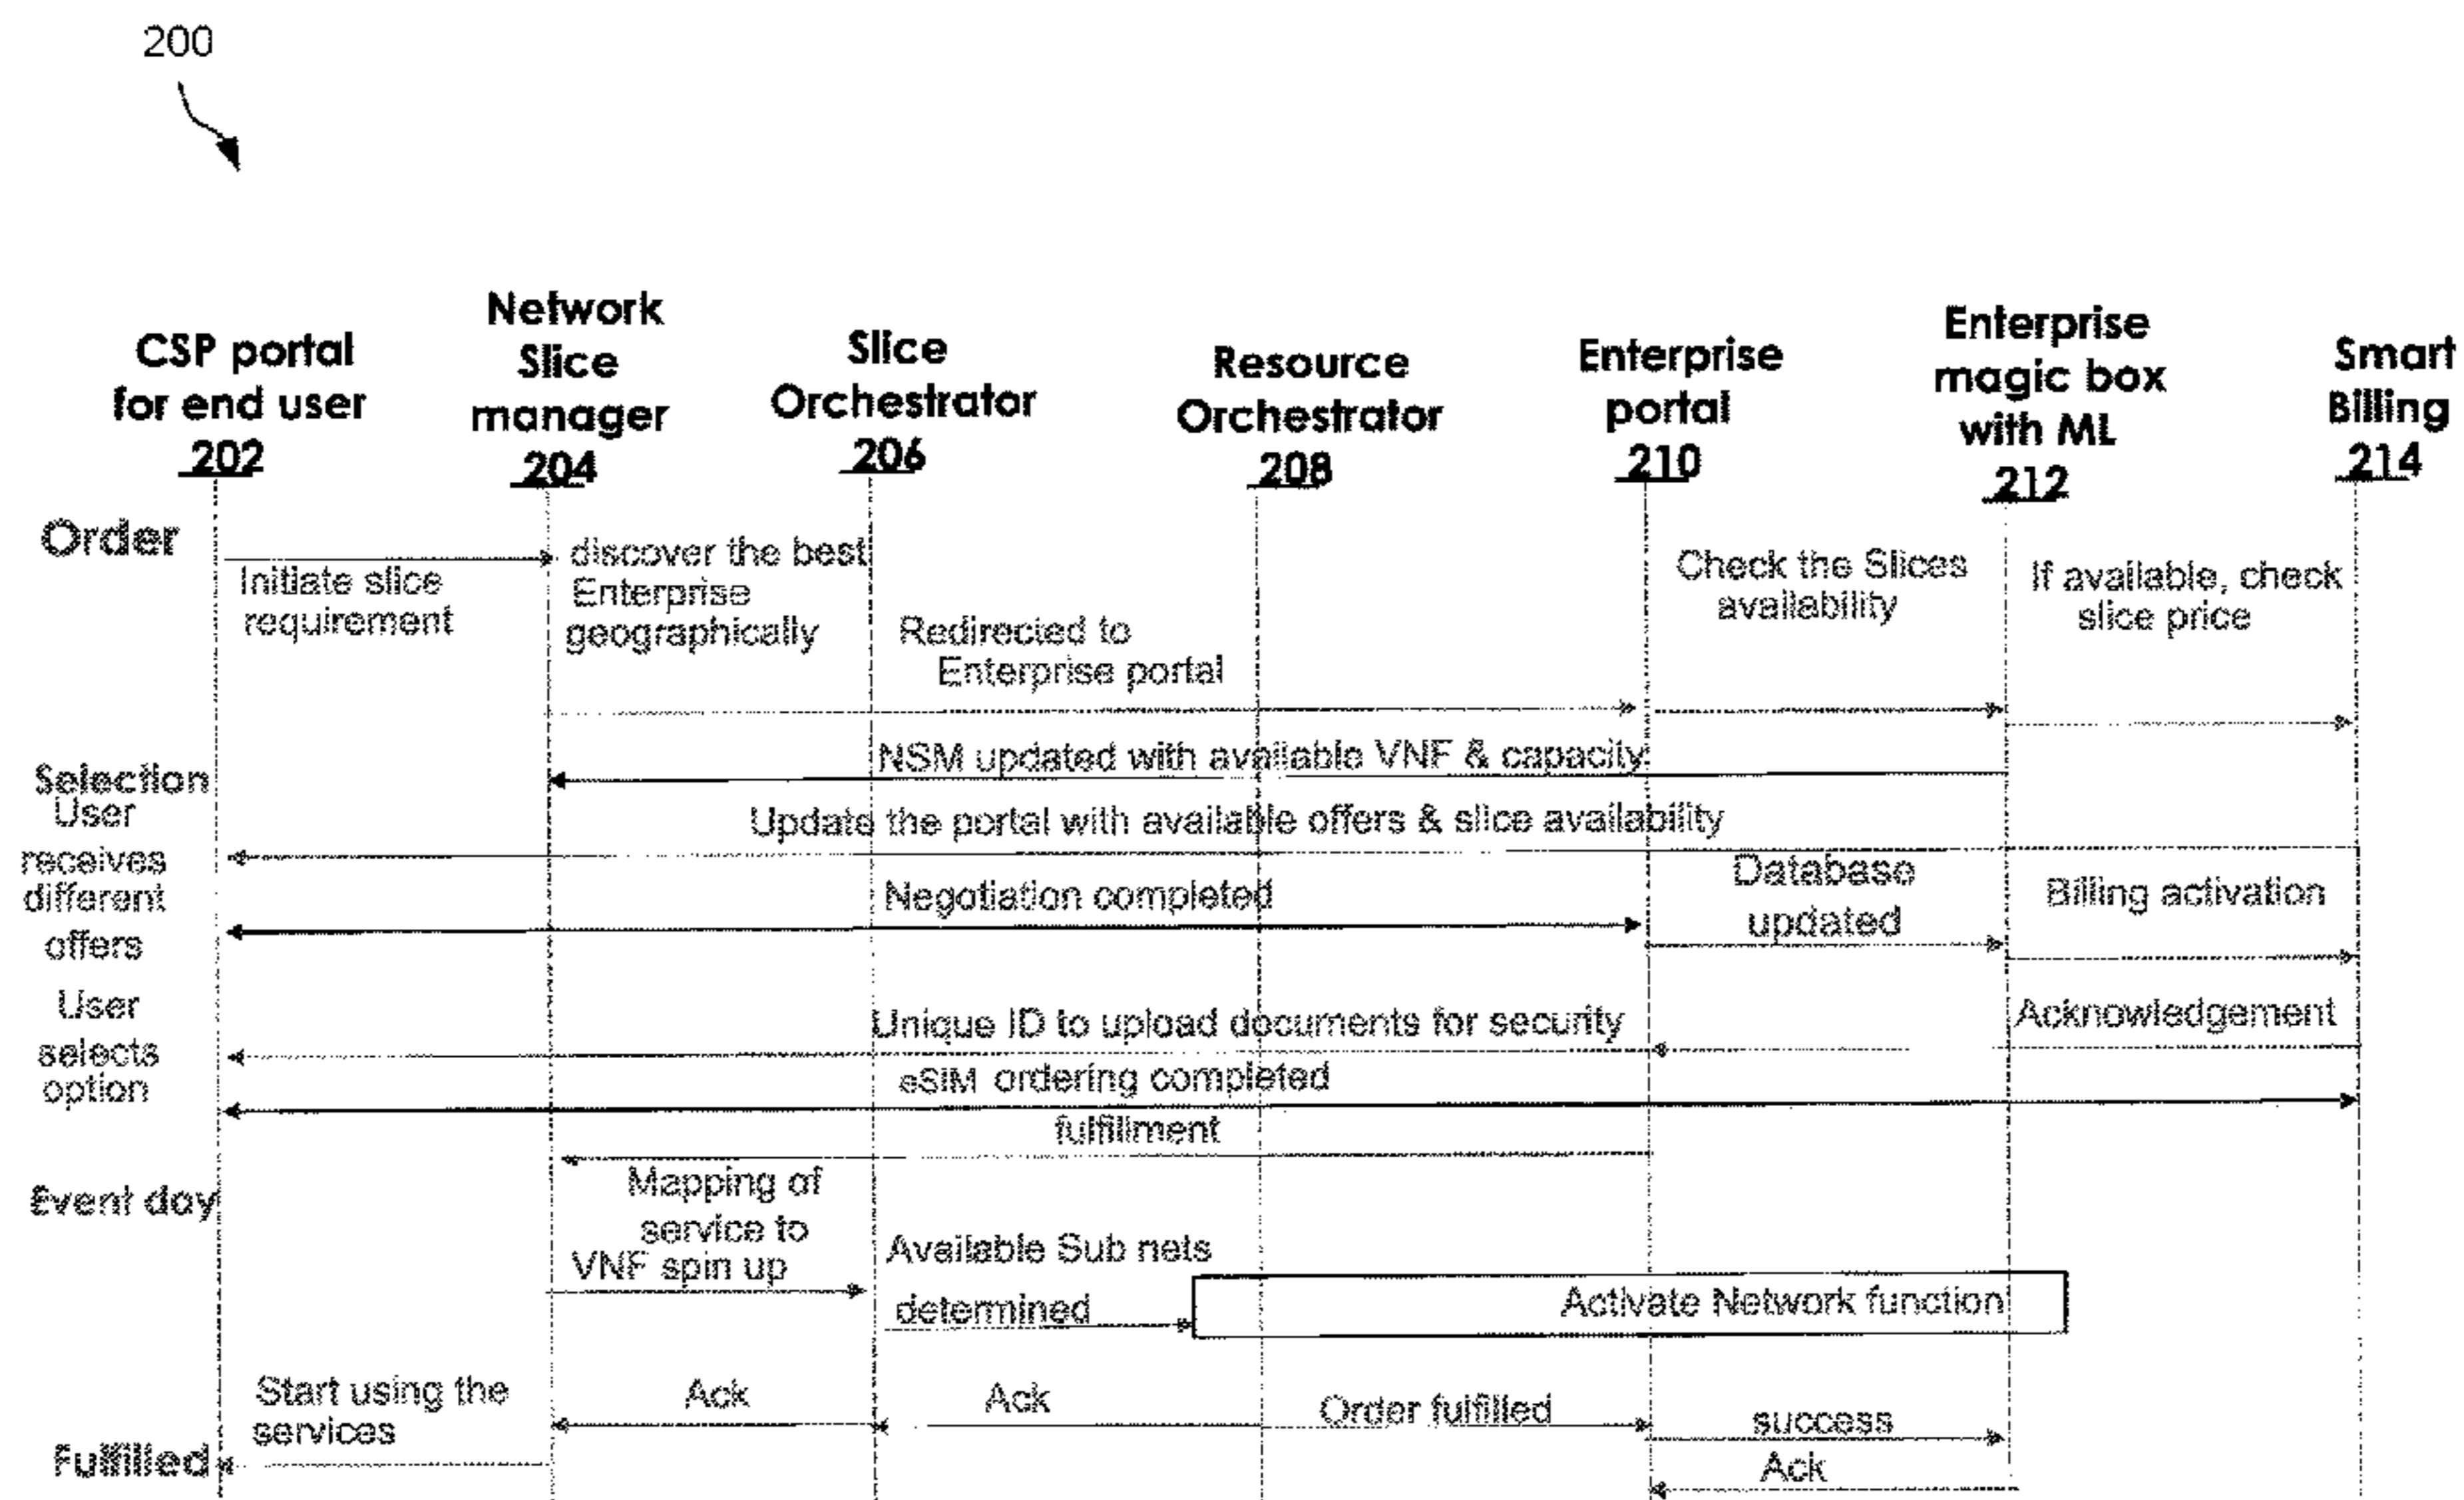 200
CSP portal
for end user
202
Network
Slice
manager
204
Slice
Orchestrator
206
Resource
Orchestrator
208
Enterprise
portal
210
Enterprise
magic box
with ML
212
Smart
Billing
214
Order
Initiate slice
requirement
discover the best
Enterprise
geographically
Redirected to
Enterprise portal
Check the Slices
availability
If available, check
slice price
NSM updated with available VNF & capacity
Selection
User
receives
different
offers
Update the portal with available offers & slice availability
Negotiation completed
Database
updated
Billing activation
User
selects
option
Unique ID to upload documents for security
Acknowledgement
eSIM ordering completed
fulfillment
Event day
Mapping of
service to
VNF spin up
Available Sub nets
determined
Activate Network function
Start using the
services
Ack
Ack
Order fulfilled
success
Fulfilled
Ack